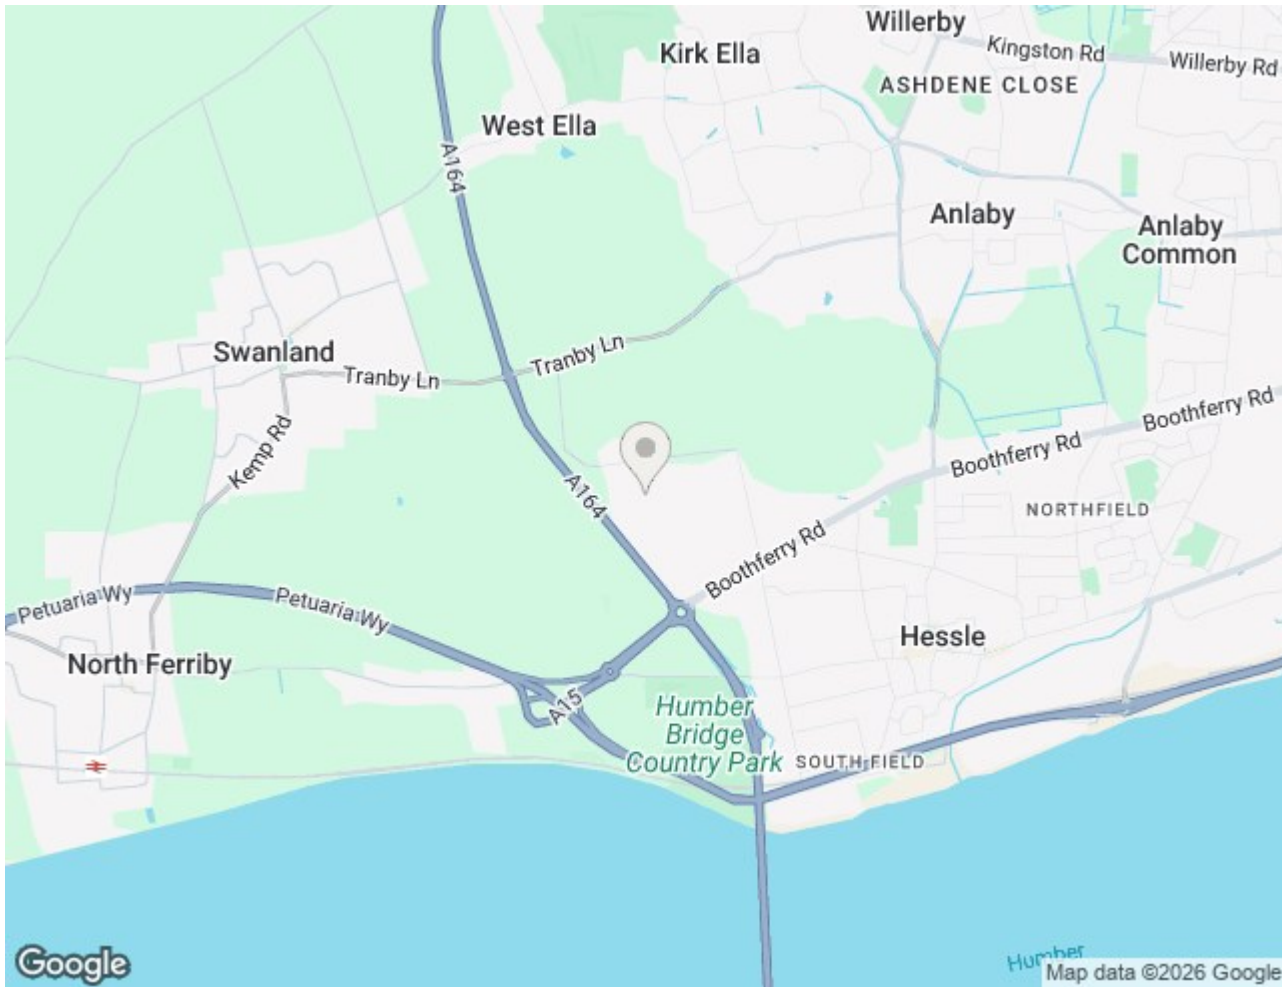 Willerby
Kirk Ella
Kingston Rd
Willerby Rd
ASHDENE CLOSE
West Ella
A164
Anlaby
Anlaby
Common
Swanland
Tranby Ln
Tranby Ln
Kemp Rd
Boothferry Rd
Boothferry Rd
A164
NORTHFIELD
Boothferry Rd
Petuaria Wy
Petuaria Wy
Hessle
North Ferriby
A15
Humber
Bridge
Country Park
SOUTH FIELD
Humber
Google
Map data ©2026 Google